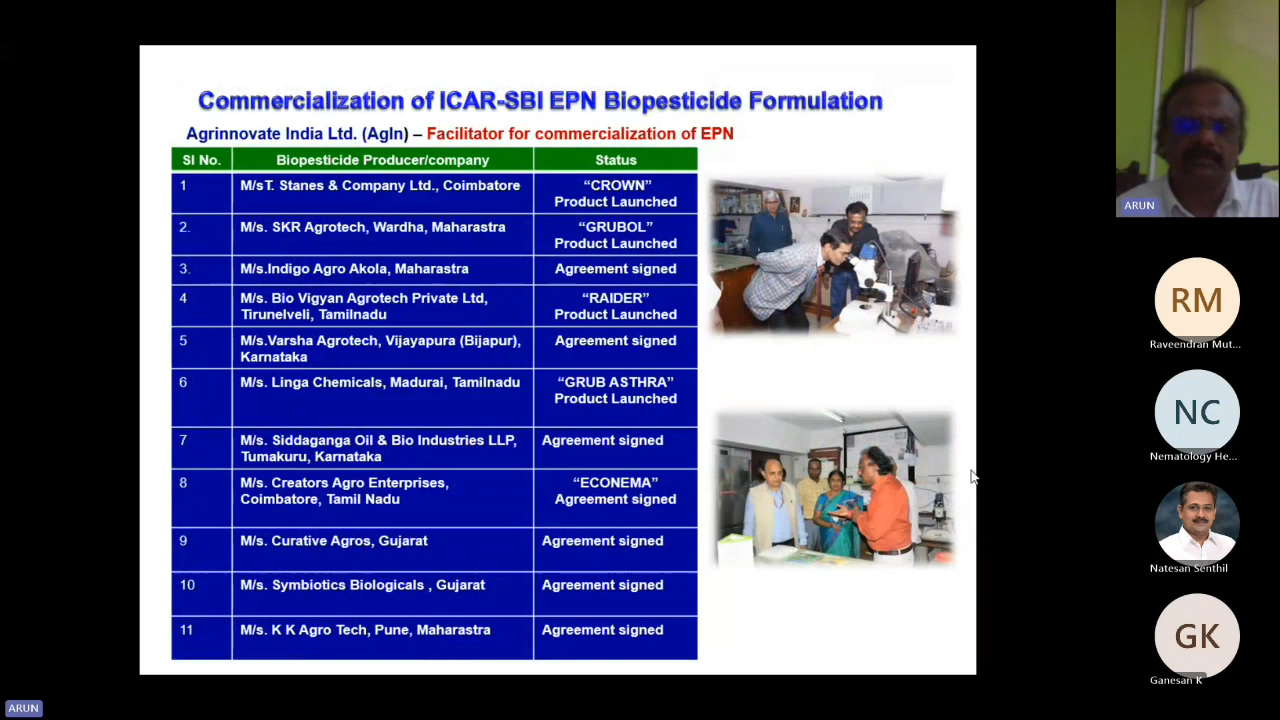 Commercialization of ICAR-SBI EPN Biopesticide Formulation
Agrinnovate India Ltd. (AgIn) – Facilitator for commercialization of EPN
Sl No. Biopesticide Producer/company Status
1 M/sT. Stanes & Company Ltd., Coimbatore “CROWN”
Product Launched
2. M/s. SKR Agrotech, Wardha, Maharastra “GRUBOL”
Product Launched
3. M/s.Indigo Agro Akola, Maharastra Agreement signed
4 M/s. Bio Vigyan Agrotech Private Ltd, “RAIDER”
Tirunelveli, Tamilnadu Product Launched
5 M/s.Varsha Agrotech, Vijayapura (Bijapur), Agreement signed
Karnataka
6 M/s. Linga Chemicals, Madurai, Tamilnadu “GRUB ASTHRA”
Product Launched
7 M/s. Siddaganga Oil & Bio Industries LLP, Agreement signed
Tumakuru, Karnataka
8 M/s. Creators Agro Enterprises, “ECONEMA”
Coimbatore, Tamil Nadu Agreement signed
9 M/s. Curative Agros, Gujarat Agreement signed
10 M/s. Symbiotics Biologicals , Gujarat Agreement signed
11 M/s. K K Agro Tech, Pune, Maharastra Agreement signed
ARUN
RM
Raveendran Mut...
NC
Nematology He...
Natesan Senthil
GK
Ganesan K
ARUN